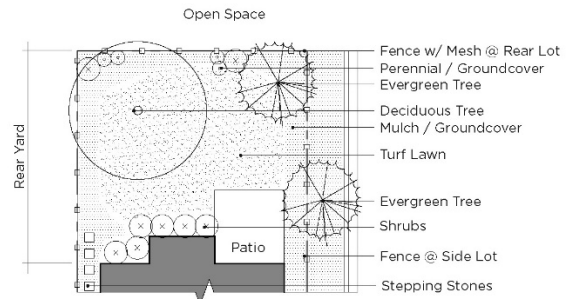 Open Space
Fence w/ Mesh @ Rear Lot
Perennial / Groundcover
Evergreen Tree
Deciduous Tree
Mulch / Groundcover
Turf Lawn
Evergreen Tree
Shrubs
Fence @ Side Lot
Stepping Stones
Rear Yard
Patio